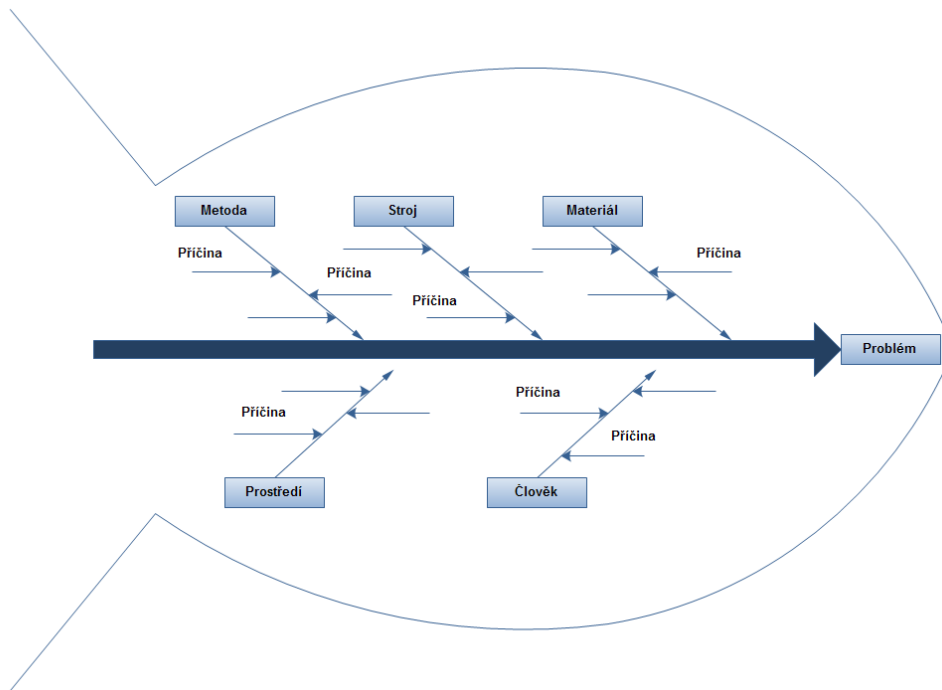 Metoda
Stroj
Materiál
Příčina
Příčina
Příčina
Příčina
Problém
Příčina
Příčina
Příčina
Prostředí
Člověk